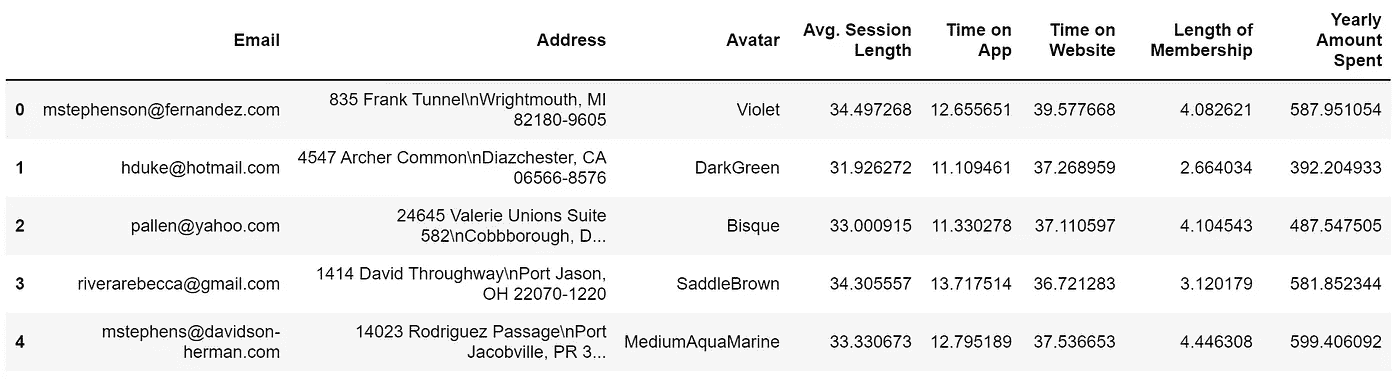 Email Address Avatar Avg. Session Length Time on App Time on Website Length of Membership Yearly Amount Spent
0 mstephenson@fernandez.com 835 Frank Tunnel\nWrightmouth, MI 82180-9605 Violet 34.497268 12.655651 39.577668 4.082621 587.951054
1 hduke@hotmail.com 4547 Archer Common\nDiazchester, CA 06566-8576 DarkGreen 31.926272 11.109461 37.268959 2.664034 392.204933
2 pallen@yahoo.com 24645 Valerie Unions Suite 582\nCobbborough, D... Bisque 33.000915 11.330278 37.110597 4.104543 487.547505
3 riverarebecca@gmail.com 1414 David Throughway\nPort Jason, OH 22070-1220 SaddleBrown 34.305557 13.717514 36.721283 3.120179 581.852344
4 mstephens@davidson-herman.com 14023 Rodriguez Passage\nPort Jacobville, PR 3... MediumAquaMarine 33.330673 12.795189 37.536653 4.446308 599.406092